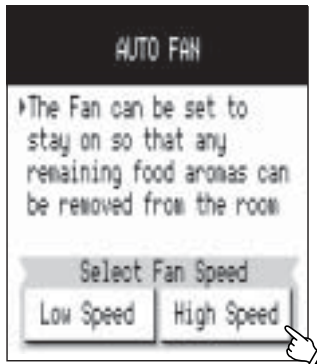 AUTO FAN
The Fan can be set to
stay on so that any
remaining food aromas can
be removed from the room
Select Fan Speed
Low Speed High Speed